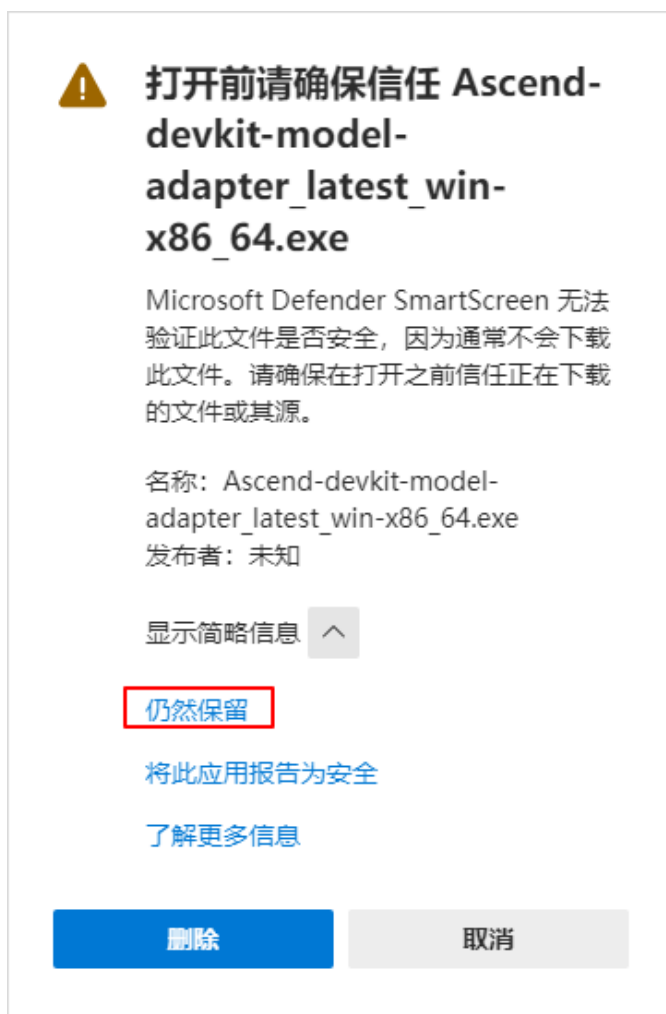 打开前请确保信任 Ascend-
devkit-model-
adapter_latest_win-
x86_64.exe
Microsoft Defender SmartScreen 无法
验证此文件是否安全，因为通常不会下载
此文件。请确保在打开之前信任正在下载
的文件或其源。
名称：Ascend-devkit-model-
adapter_latest_win-x86_64.exe
发布者：未知
显示简略信息
仍然保留
将此应用报告为安全
了解更多信息
删除 取消